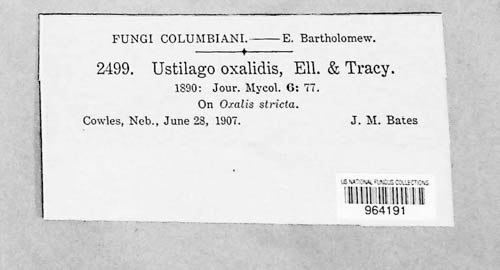 FUNGI COLUMBIANI.——E. Bartholomew.
2499. Ustilago oxalidis, Ell. & Tracy.
1890: Jour. Mycol. 6: 77.
On Oxalis stricta.
Cowles, Neb., June 28, 1907. J. M. Bates
US NATIONAL FUNGUS COLLECTIONS
964191